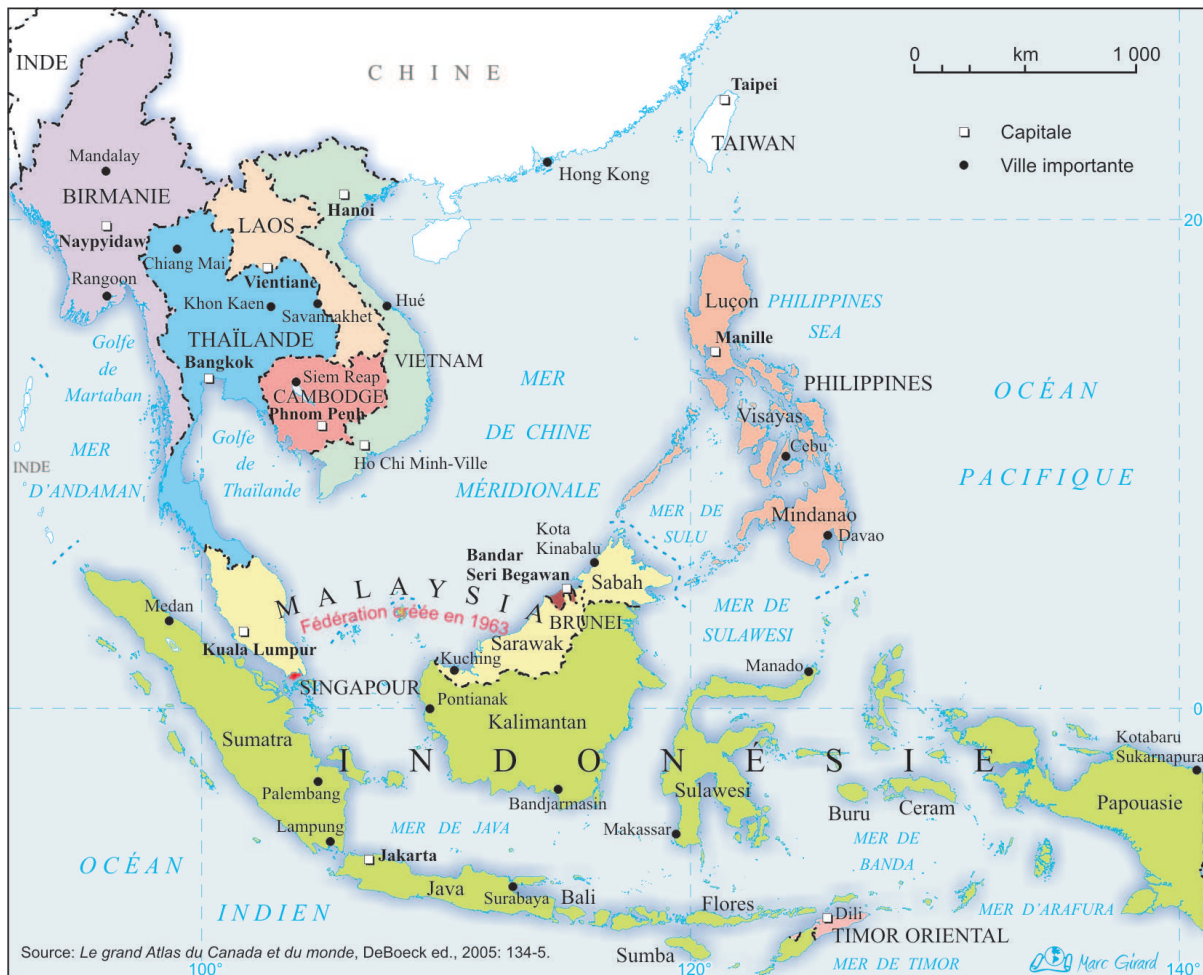 INDE
CHINE
0 km 1 000
Taipei
TAIWAN
Capitale
Ville importante
Hong Kong
Mandalay
BIRMANIE
Hanoi
LAOS
20
Naypyidaw
Chiang Mai
Rangoon
Vientiane
Khon Kaen
Savannakhet
Hué
THAÏLANDE
VIETNAM
Bangkok
Siem Reap
CAMBODGE
Phnom Penh
Ho Chi Minh-Ville
Golfe
de
Martaban
MER
D'ANDAMAN
INDE
Golfe
de
Thaïlande
MER
DE CHINE
MÉRIDIONALE
Luçon
PHILIPPINES
SEA
Manille
PHILIPPINES
Visayas
Cebu
OCÉAN
PACIFIQUE
Mindanao
Davao
MER DE
SULU
Kota
Kinabalu
Bandar
Seri Begawan
Sabah
MALAYSIA
Fédération créée en 1963
BRUNEI
Sarawak
MER DE
SULAWESI
Medan
Kuala Lumpur
Kuching
SINGAPOUR
Manado
Pontianak
Kalimantan
0
Sumatra
INDONÉSIE
Kotabaru
Sukarnapura
Palembang
Bandjarmasin
Sulawesi
Buru
Ceram
Papouasie
Lampung
MER DE JAVA
Makassar
MER DE
BANDA
Jakarta
OCÉAN
INDIEN
Java
Surabaya
Bali
Flores
Dili
MER D'ARAFURA
TIMOR ORIENTAL
Sumba
MER DE TIMOR
Source: Le grand Atlas du Canada et du monde, DeBoeck ed., 2005: 134-5.
Marc Girard
100°
120°
140°